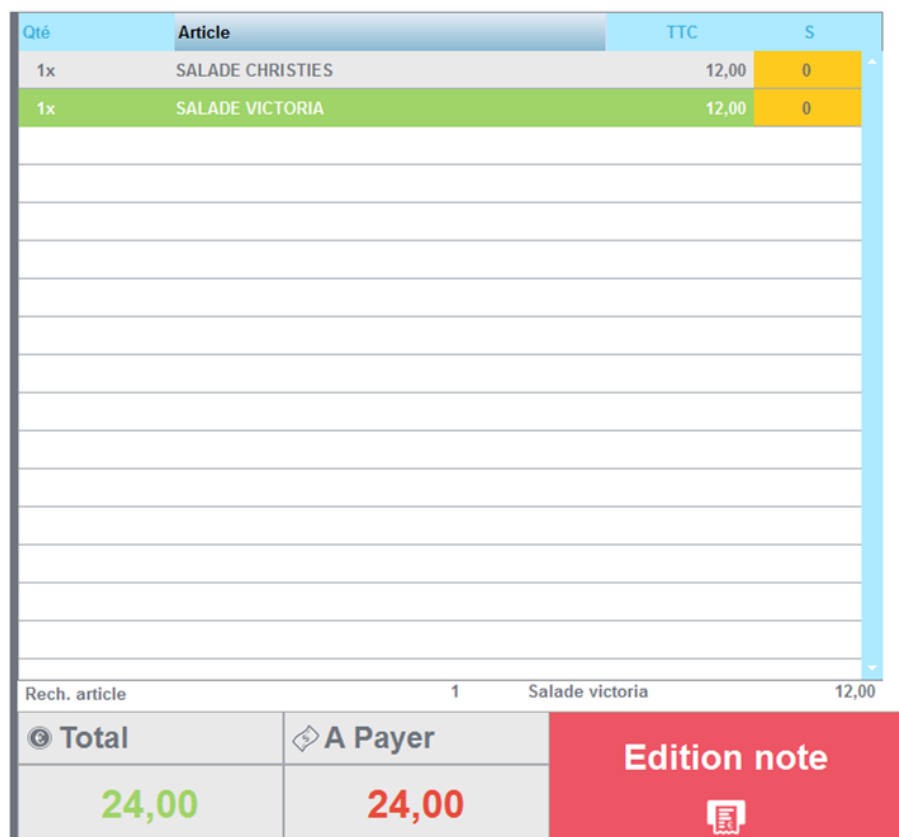 Qté Article TTC S
1x SALADE CHRISTIES 12,00 0
1x SALADE VICTORIA 12,00 0
Rech. article 1 Salade victoria 12,00
Total A Payer
Edition note
24,00 24,00